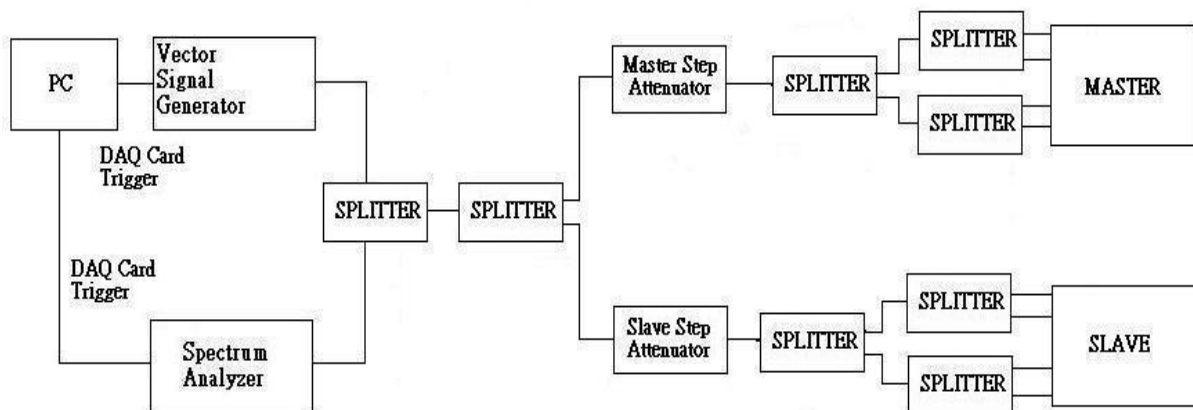 PC
Vector
Signal
Generator
DAQ Card
Trigger
DAQ Card
Trigger
Spectrum
Analyzer
SPLITTER
SPLITTER
Master Step
Attenuator
SPLITTER
SPLITTER
SPLITTER
MASTER
Slave Step
Attenuator
SPLITTER
SPLITTER
SPLITTER
SLAVE